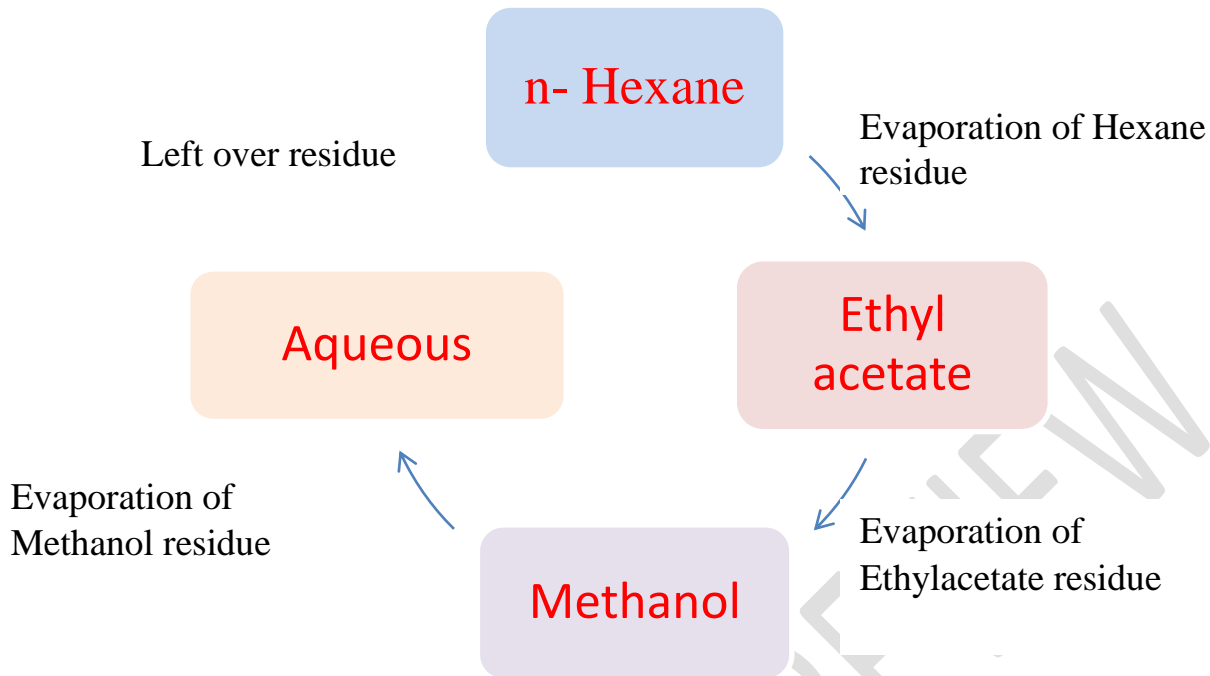 n- Hexane
Evaporation of Hexane
residue
Left over residue
Ethyl
acetate
Aqueous
Evaporation of
Ethylacetate residue
Methanol
Evaporation of
Methanol residue